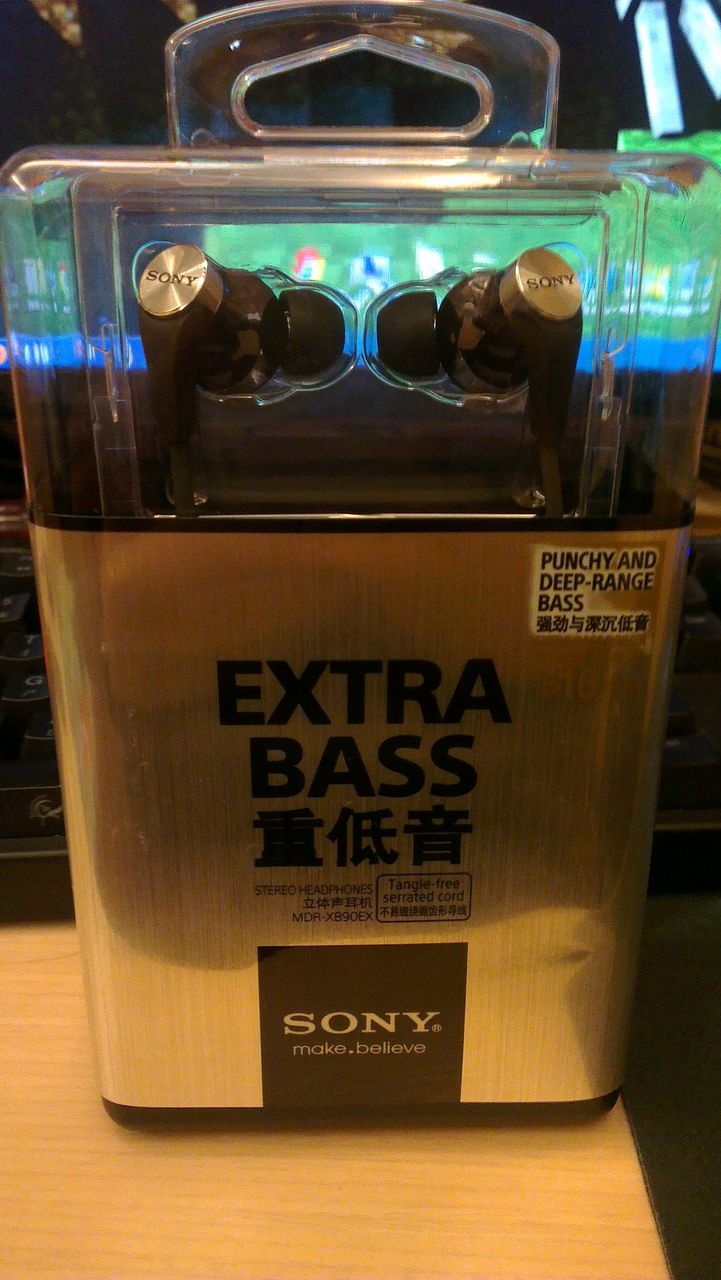 SONY
SONY
PUNCHY AND
DEEP-RANGE
BASS
强劲与深沉低音
EXTRA
BASS
重低音
STEREO HEADPHONES
立体声耳机
MDR-XB90EX
Tangle-free
serrated cord
不易缠绕锯齿形导线
SONY®
make.believe